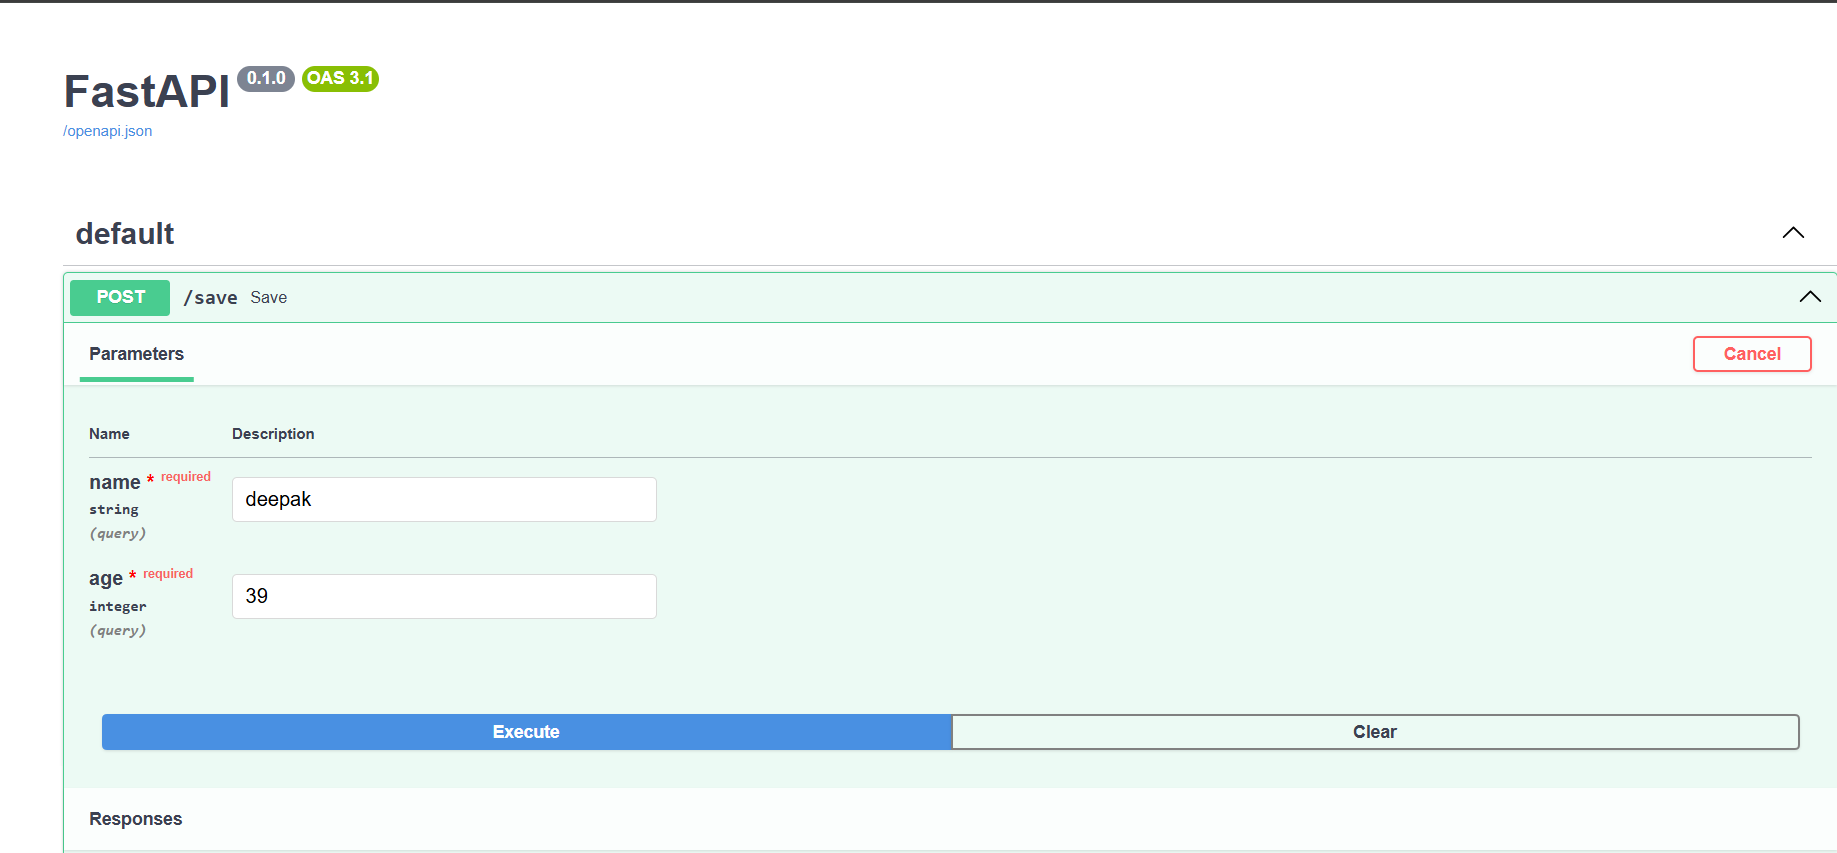 FastAPI 0.1.0 OAS 3.1
/openapi.json
default
POST /save Save
Parameters Cancel
Name Description
name * required
string
(query)
deepak
age * required
integer
(query)
39
Execute Clear
Responses